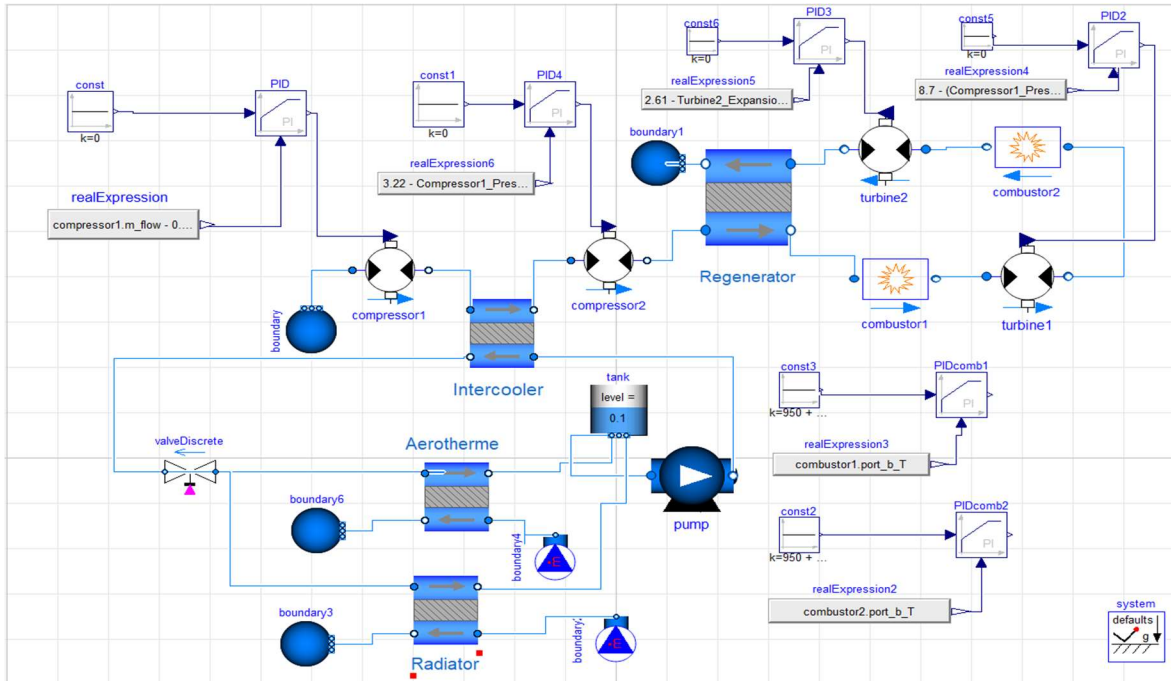 const6
PID3
const5
PID2
PI
PI
k=0
k=0
realExpression5
realExpression4
2.61 - Turbine2_Expansio...
8.7 - (Compressor1_Pres...
const
PID
const1
PID4
PI
PI
k=0
k=0
boundary1
turbine2
combustor2
realExpression6
3.22 - Compressor1_Pres...
realExpression
compressor1.m_flow - 0....
Regenerator
boundary
compressor1
compressor2
combustor1
turbine1
Intercooler
tank
level =
0.1
const3
PIDcomb1
PI
k=950 + ...
realExpression3
combustor1.port_b_T
valveDiscrete
Aerotherme
pump
boundary6
boundary4
-E
const2
PIDcomb2
PI
k=950 + ...
realExpression2
combustor2.port_b_T
boundary3
boundary2
-E
Radiator
system
defaults
g